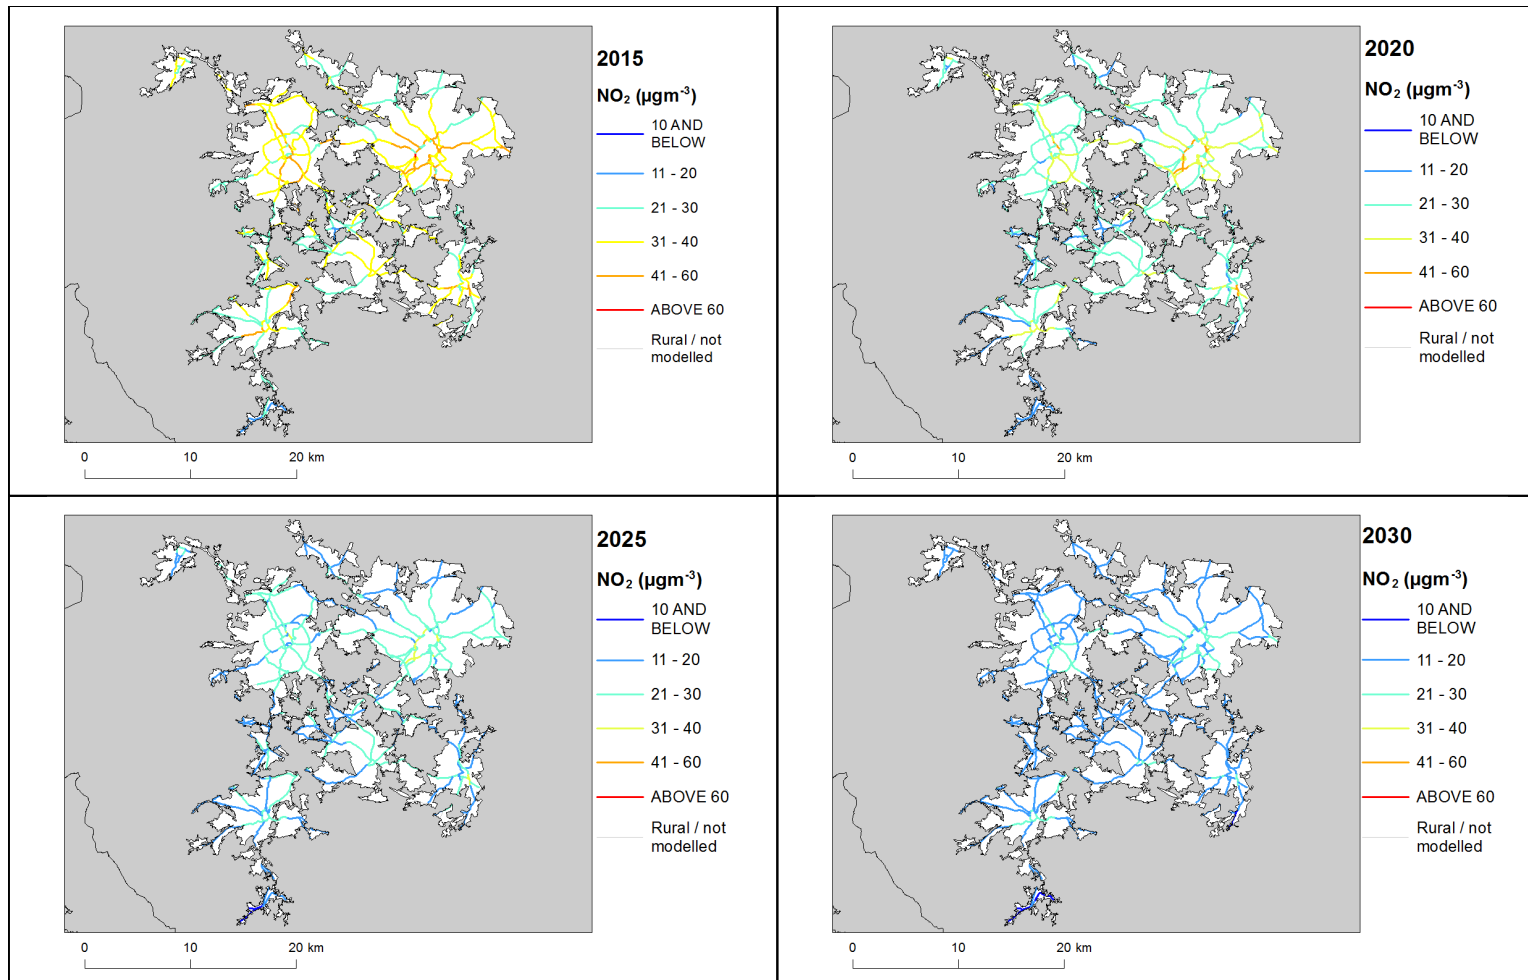 2015
NO₂ (µgm⁻³)
10 AND
BELOW
11 - 20
21 - 30
31 - 40
41 - 60
ABOVE 60
Rural / not
modelled
0 10 20 km
2020
NO₂ (µgm⁻³)
10 AND
BELOW
11 - 20
21 - 30
31 - 40
41 - 60
ABOVE 60
Rural / not
modelled
0 10 20 km
2025
NO₂ (µgm⁻³)
10 AND
BELOW
11 - 20
21 - 30
31 - 40
41 - 60
ABOVE 60
Rural / not
modelled
0 10 20 km
2030
NO₂ (µgm⁻³)
10 AND
BELOW
11 - 20
21 - 30
31 - 40
41 - 60
ABOVE 60
Rural / not
modelled
0 10 20 km